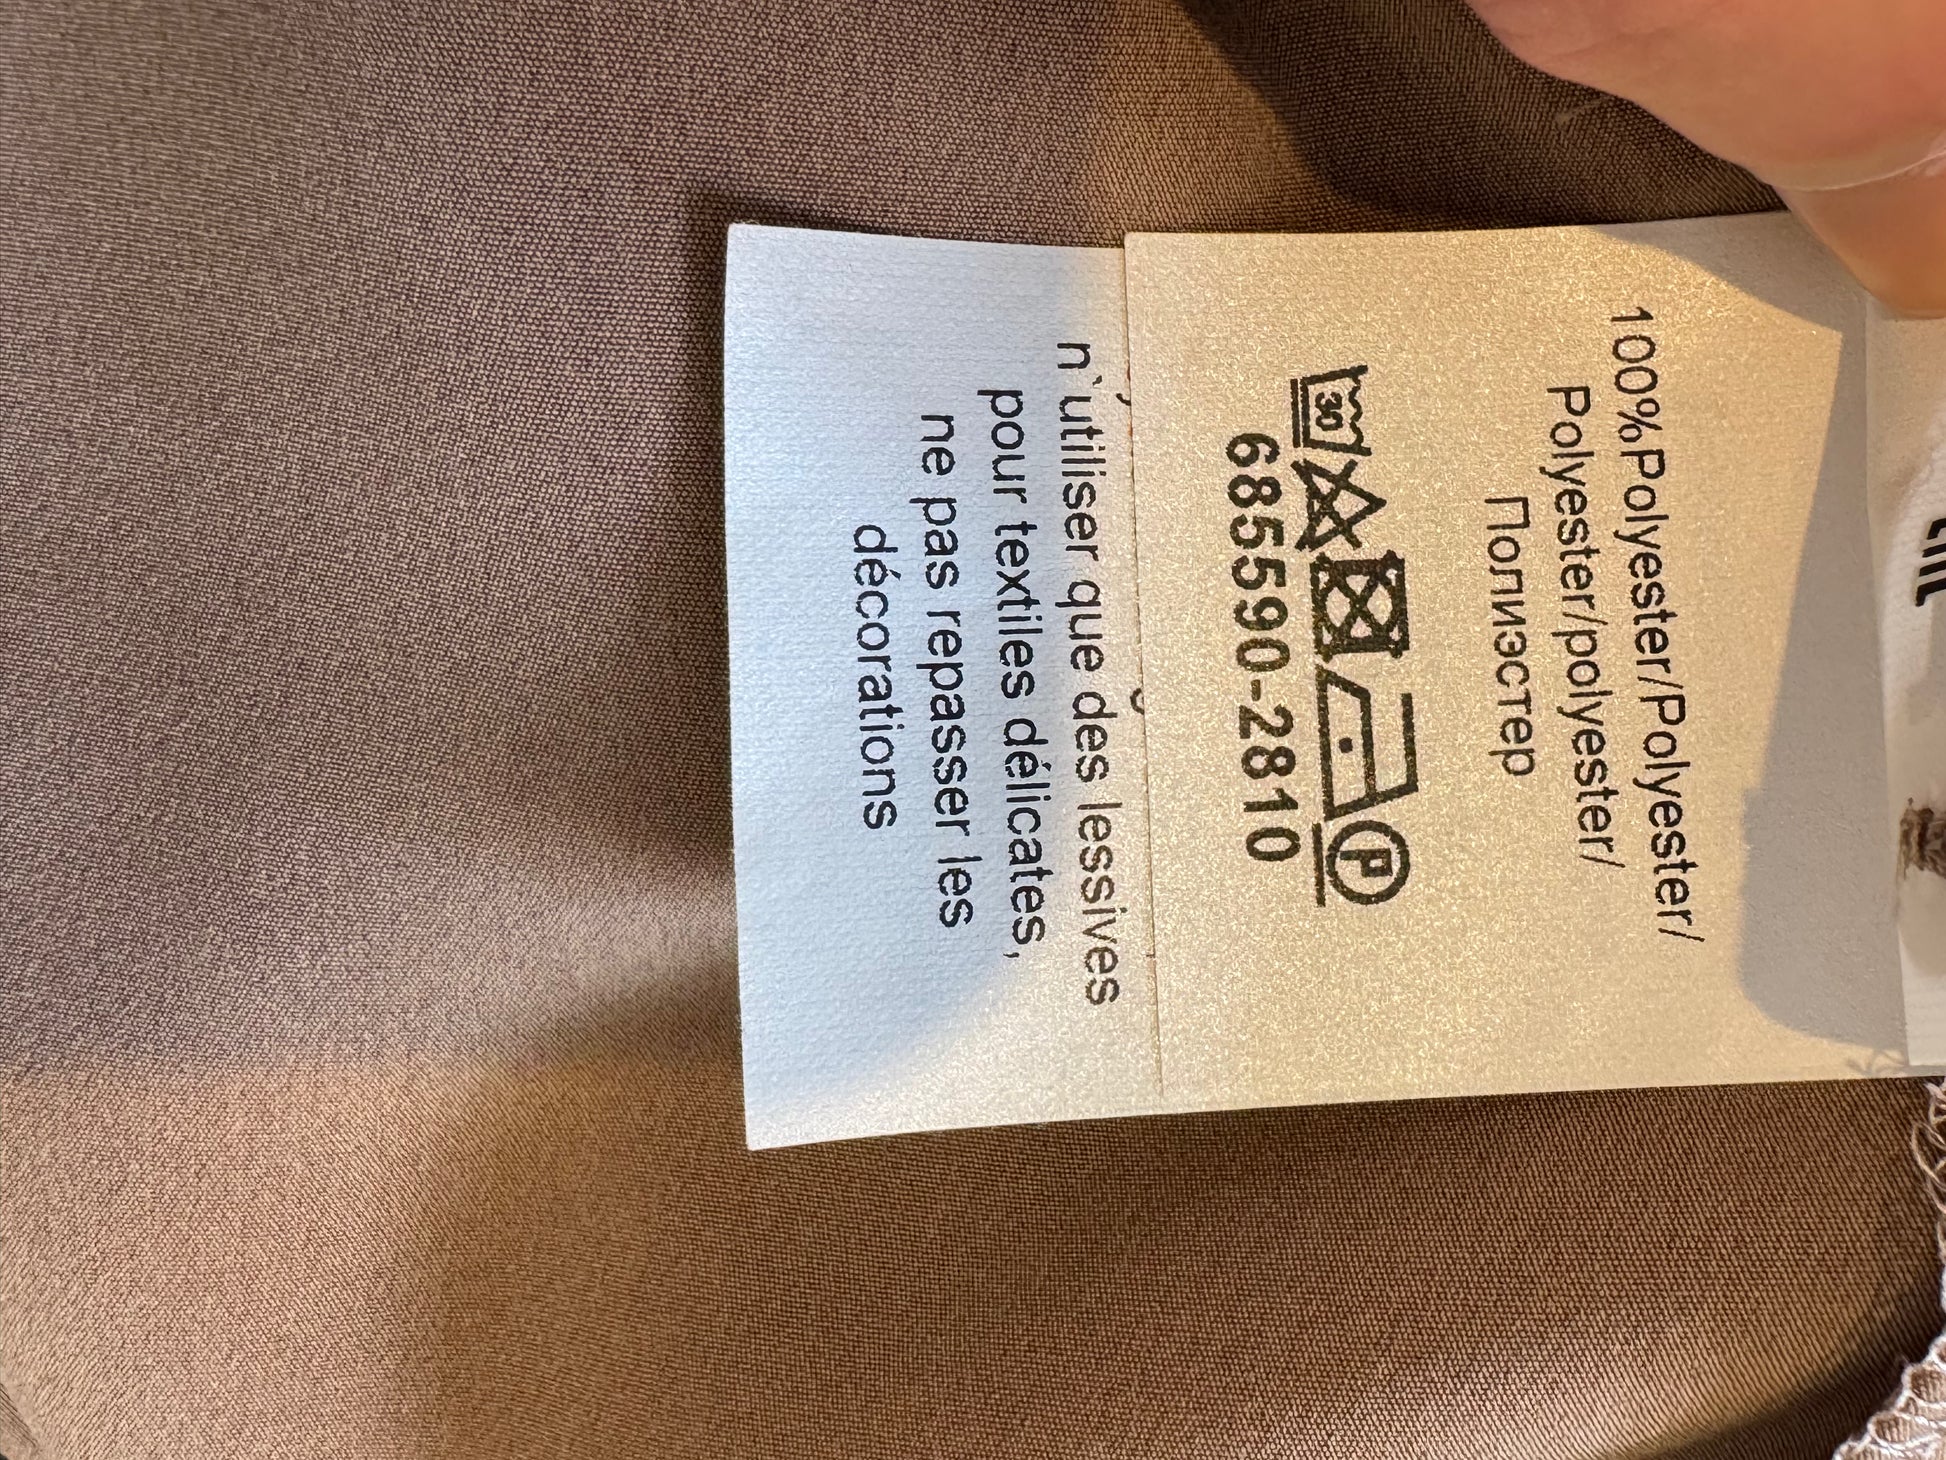 100%Polyester/Polyester/
Polyester/polyester/
Полиэстер
30
P
685590-2810
n`utiliser que des lessives
pour textiles délicates,
ne pas repasser les
décorations